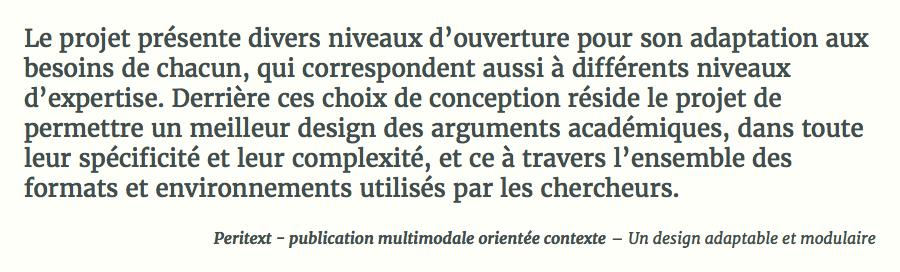 Le projet présente divers niveaux d’ouverture pour son adaptation aux
besoins de chacun, qui correspondent aussi à différents niveaux
d’expertise. Derrière ces choix de conception réside le projet de
permettre un meilleur design des arguments académiques, dans toute
leur spécificité et leur complexité, et ce à travers l’ensemble des
formats et environnements utilisés par les chercheurs.
Peritext - publication multimodale orientée contexte – Un design adaptable et modulaire